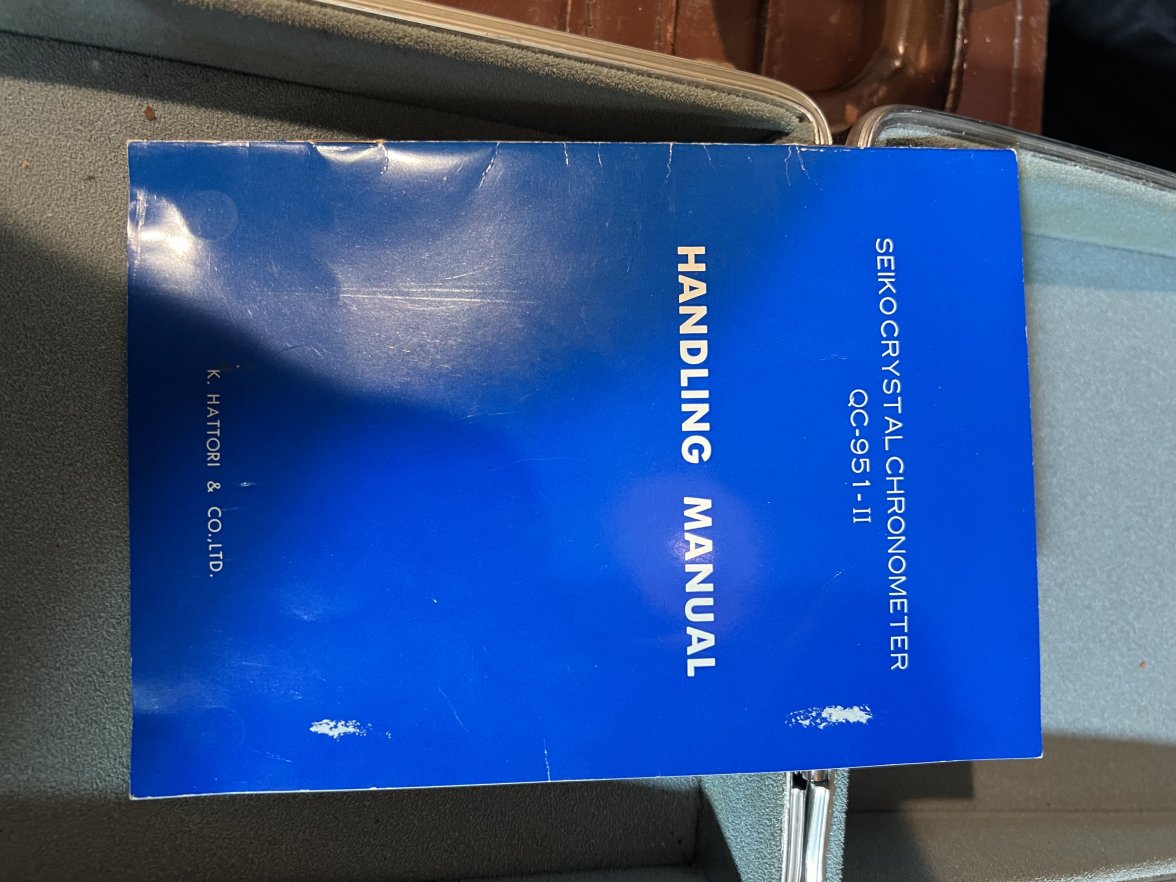 SEIKO CRYSTAL CHRONOMETER
QC-951-II
HANDLING MANUAL
K. HATTORI & CO.,LTD.